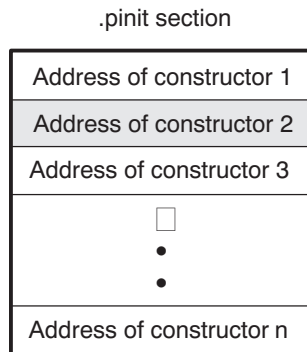 .pinit section
Address of constructor 1
Address of constructor 2
Address of constructor 3
□
•
•
Address of constructor n